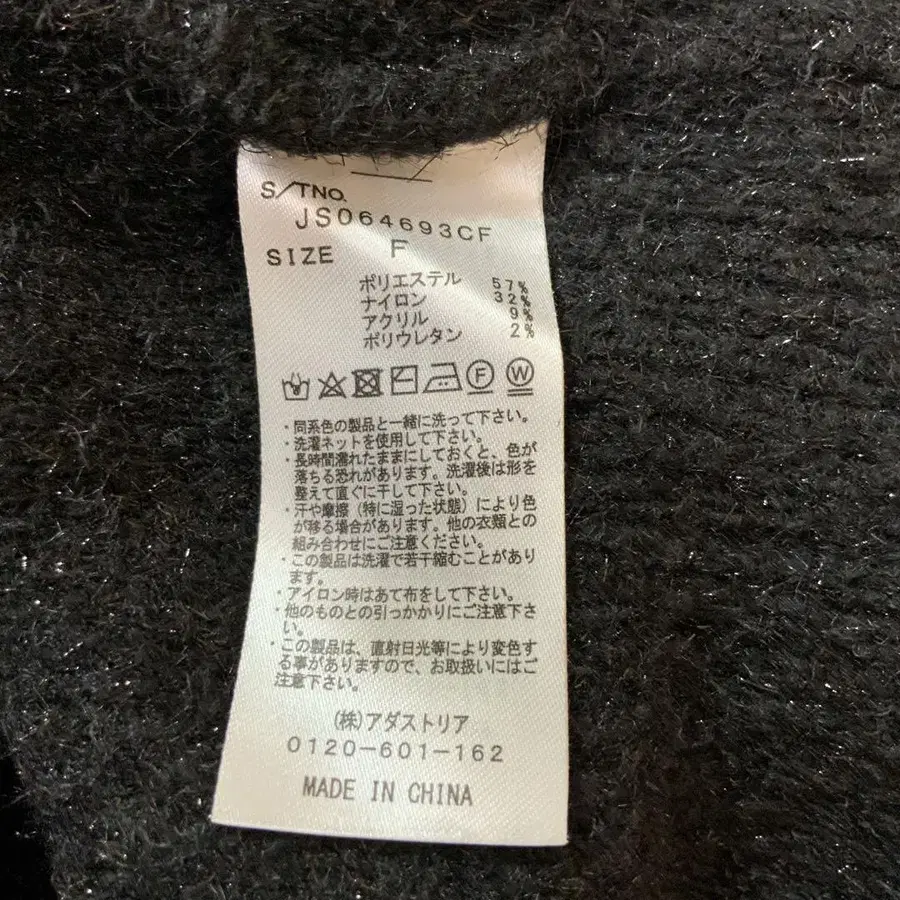 S/TNO.
JS064693CF
SIZE F
ポリエステル 57%
ナイロン 32%
アクリル 9%
ポリウレタン 2%
F W
・同系色の製品と一緒に洗って下さい。
・洗濯ネットを使用して下さい。
・長時間濡れたままにしておくと、色が
落ちる恐れがあります。洗濯後は形を
整えて直ぐに干して下さい。
・汗や摩擦（特に湿った状態）により色
が移る場合があります。他の衣類との
組み合わせにご注意ください。
・この製品は洗濯で若干縮むことがあり
ます。
・アイロン時はあて布をして下さい。
・他のものとの引っかかりにご注意下さ
い。
・この製品は、直射日光等により変色す
る事がありますので、お取扱いにはご
注意下さい。
(株)アダストリア
0120-601-162
MADE IN CHINA